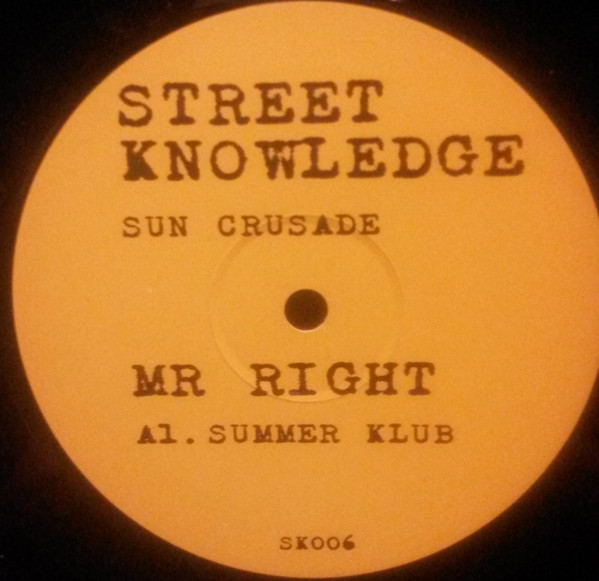 STREET
KNOWLEDGE
SUN CRUSADE
MR RIGHT
A1. SUMMER KLUB
SK006